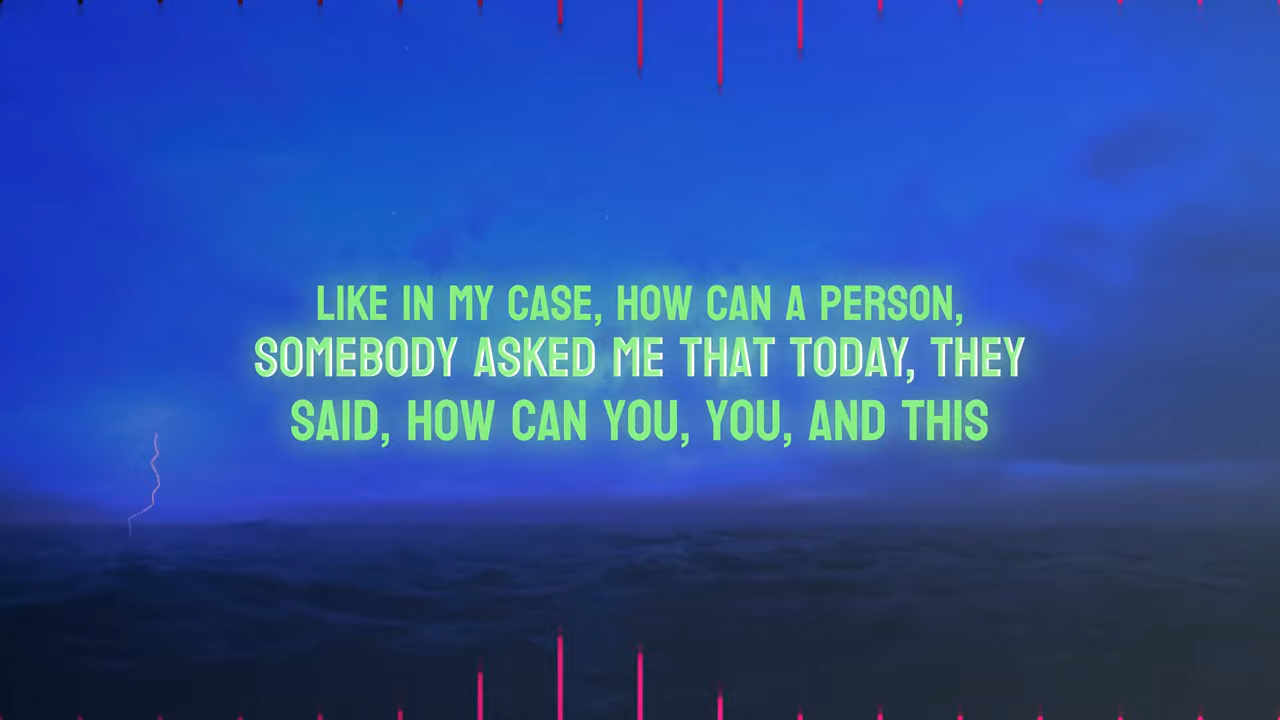 LIKE IN MY CASE, HOW CAN A PERSON,
SOMEBODY ASKED ME THAT TODAY, THEY
SAID, HOW CAN YOU, YOU, AND THIS